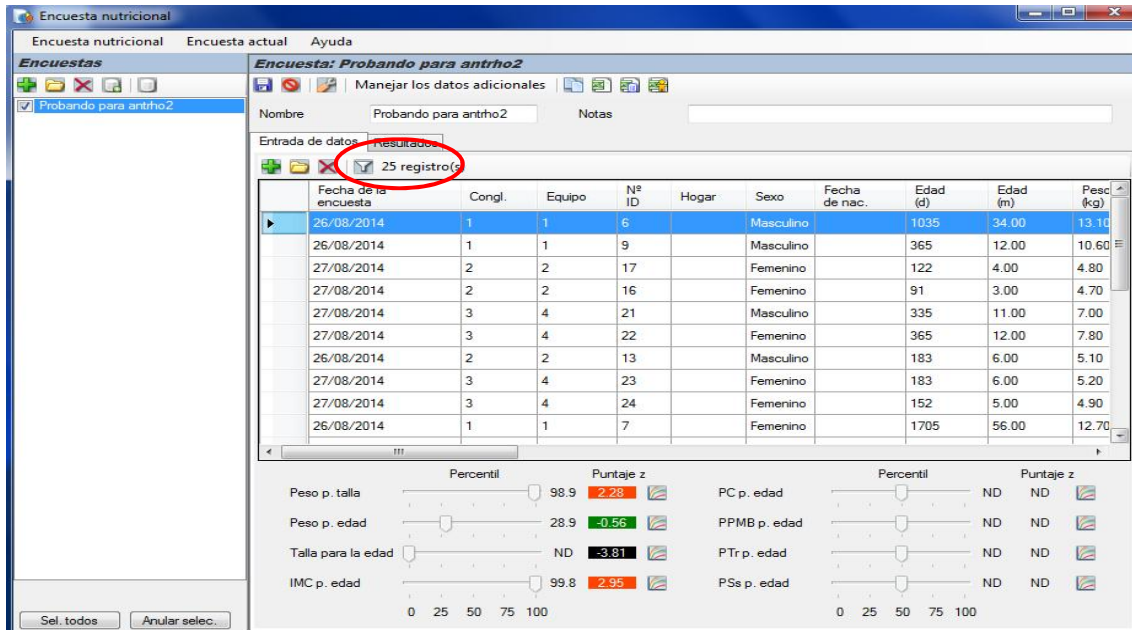 Encuesta nutricional
Encuesta nutricional Encuesta actual Ayuda
Encuestas
Encuesta: Probando para antrho2
Manejar los datos adicionales
Probando para antrho2
Nombre Probando para antrho2 Notas
Entrada de datos Resultados
25 registro(s
Fecha de la encuesta Congl. Equipo Nº ID Hogar Sexo Fecha de nac. Edad (d) Edad (m) Peso (kg)
26/08/2014 1 1 6 Masculino 1035 34.00 13.10
26/08/2014 1 1 9 Masculino 365 12.00 10.60
27/08/2014 2 2 17 Femenino 122 4.00 4.80
27/08/2014 2 2 16 Femenino 91 3.00 4.70
27/08/2014 3 4 21 Masculino 335 11.00 7.00
27/08/2014 3 4 22 Femenino 365 12.00 7.80
26/08/2014 2 2 13 Masculino 183 6.00 5.10
27/08/2014 3 4 23 Femenino 183 6.00 5.20
27/08/2014 3 4 24 Femenino 152 5.00 4.90
26/08/2014 1 1 7 Femenino 1705 56.00 12.70
Percentil Puntaje z Percentil Puntaje z
Peso p. talla 98.9 2.28 PC p. edad ND ND
Peso p. edad 28.9 -0.56 PPMB p. edad ND ND
Talla para la edad ND -3.81 PTr p. edad ND ND
IMC p. edad 99.8 2.95 PSs p. edad ND ND
0 25 50 75 100 0 25 50 75 100
Sel. todos Anular selec.